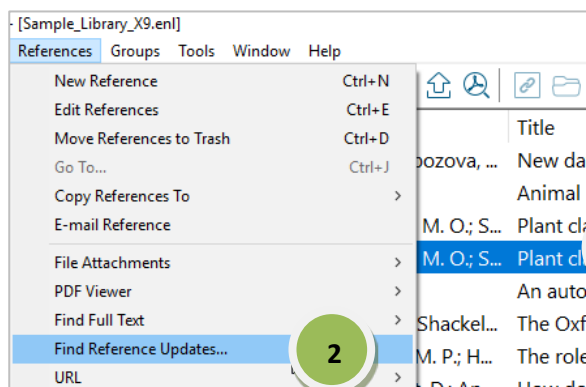 - [Sample_Library_X9.enl]
References Groups Tools Window Help
New Reference Ctrl+N
Edit References Ctrl+E
Move References to Trash Ctrl+D
Go To... Ctrl+J
Copy References To
E-mail Reference
File Attachments
PDF Viewer
Find Full Text
Find Reference Updates...
URL
2
Title
pozova, ... New da
Animal
M. O.; S... Plant cla
M. O.; S... Plant cl
An auto
Shackel... The Oxf
M. P.; H... The role